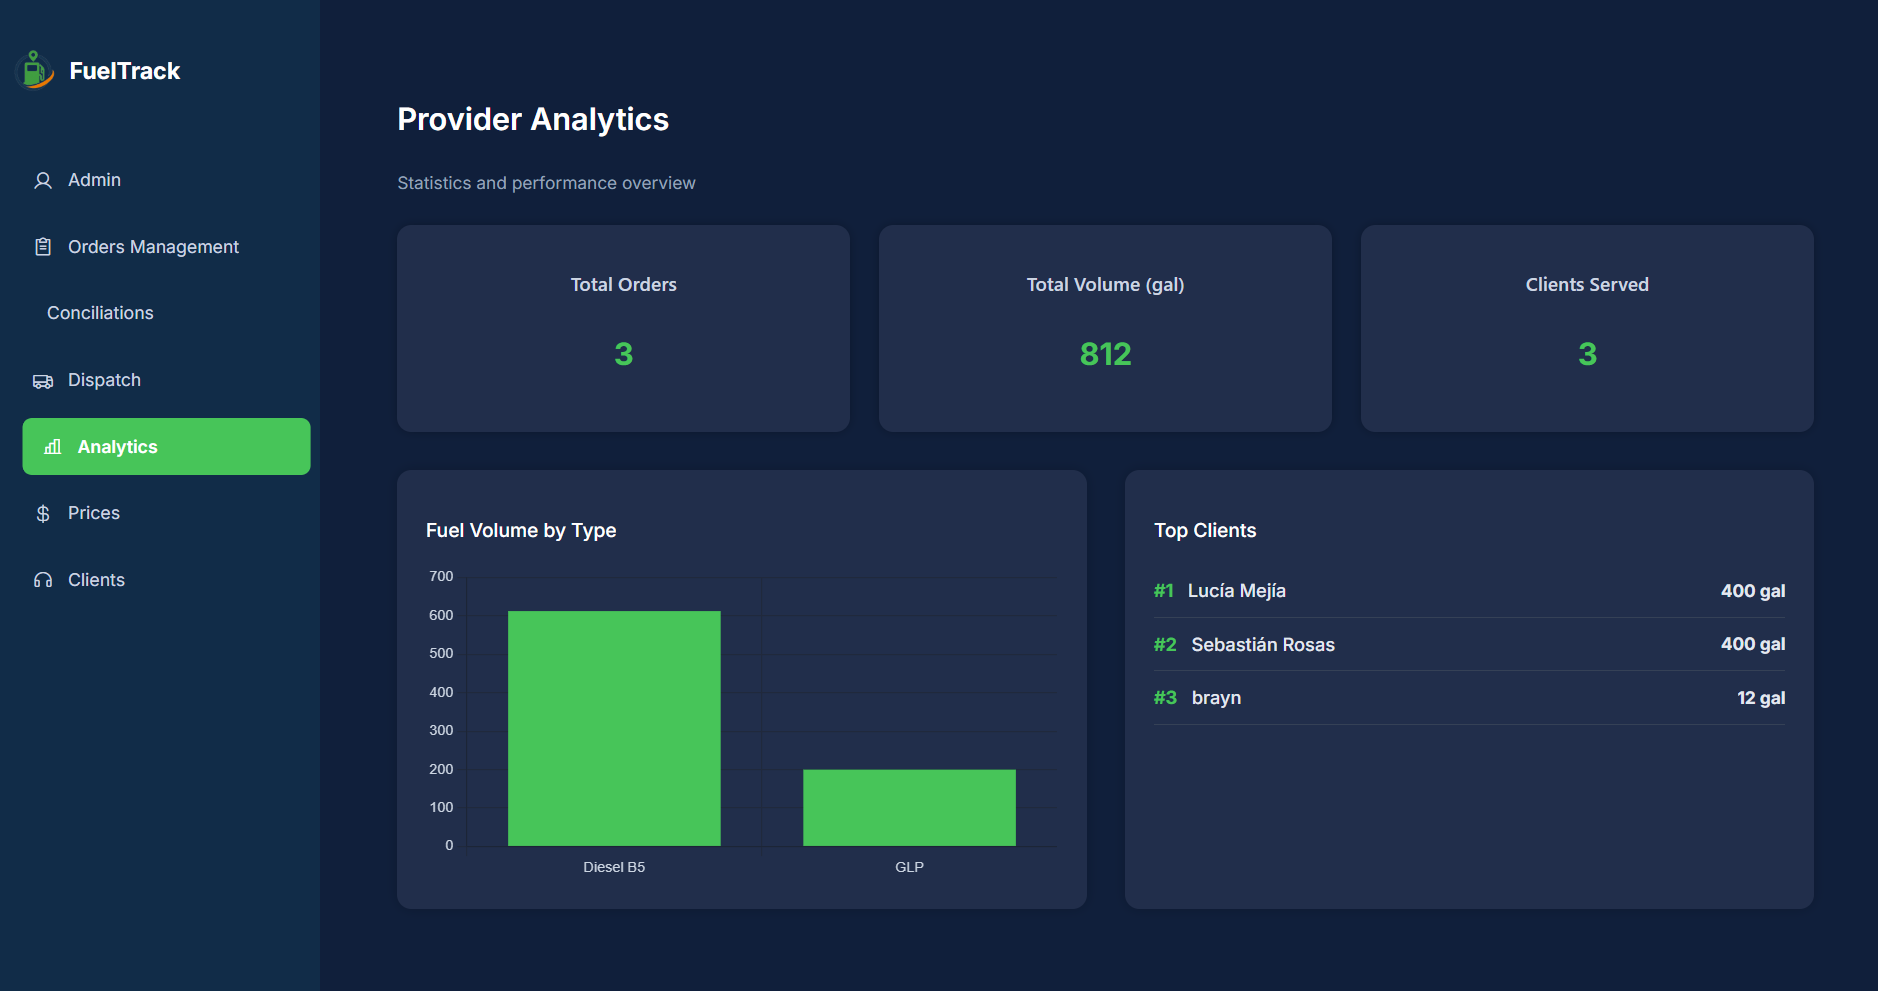 FuelTrack
Admin
Orders Management
Conciliations
Dispatch
Analytics
Prices
Clients
Provider Analytics
Statistics and performance overview
Total Orders
3
Total Volume (gal)
812
Clients Served
3
Fuel Volume by Type
700
600
500
400
300
200
100
0
Diesel B5
GLP
Top Clients
#1 Lucía Mejía 400 gal
#2 Sebastián Rosas 400 gal
#3 brayn 12 gal